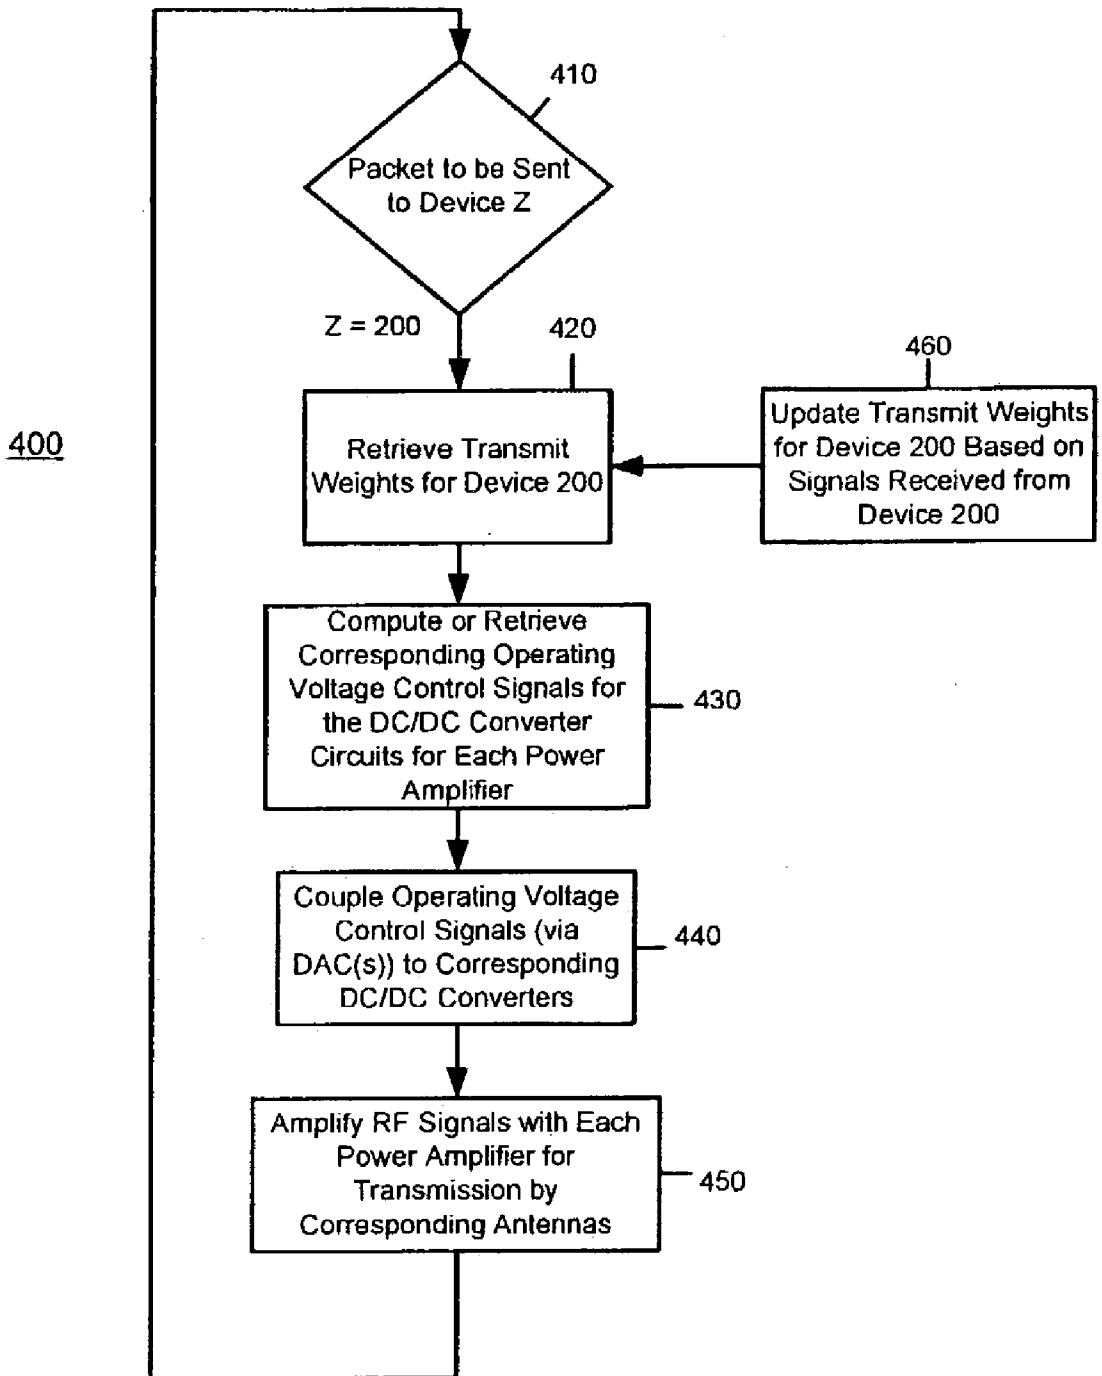 410
Packet to be Sent
to Device Z
Z = 200
420
460
400
Retrieve Transmit
Weights for Device 200
Update Transmit Weights
for Device 200 Based on
Signals Received from
Device 200
Compute or Retrieve
Corresponding Operating
Voltage Control Signals for
the DC/DC Converter
Circuits for Each Power
Amplifier
430
Couple Operating Voltage
Control Signals (via
DAC(s)) to Corresponding
DC/DC Converters
440
Amplify RF Signals with Each
Power Amplifier for
Transmission by
Corresponding Antennas
450